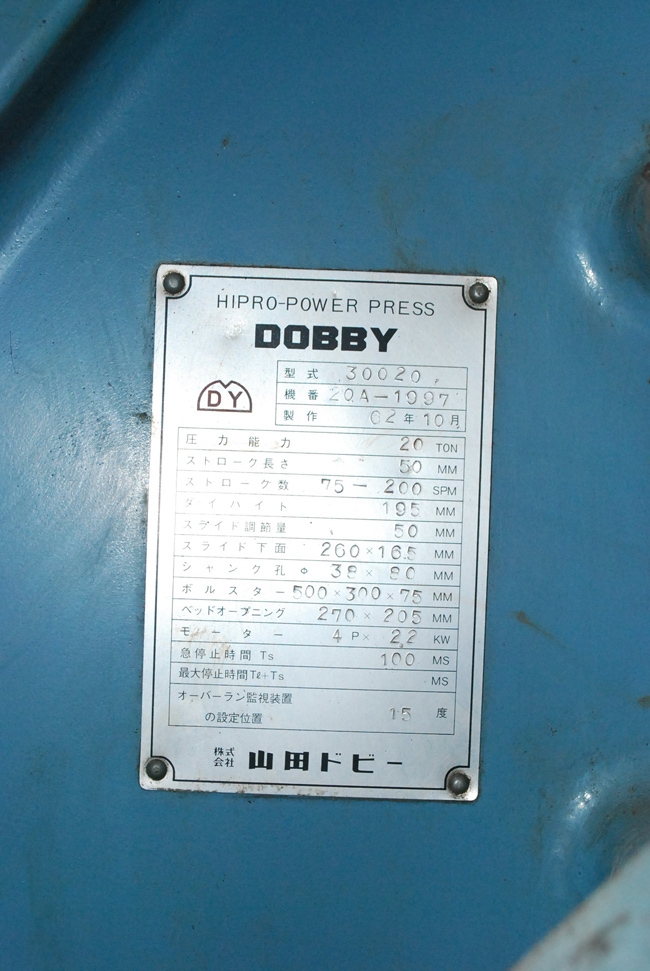 HIPRO-POWER PRESS
DOBBY
DY
型式 30020
機番 20A-1997
製作 62年10月
圧力能力 20 TON
ストローク長さ 50 MM
ストローク数 75-200 SPM
ダイハイト 195 MM
スライド調節量 50 MM
スライド下面 260×165 MM
シャンク孔 Φ 38× 80 MM
ボルスター 500×300×75 MM
ベッドオープニング 270×205 MM
モーター 4 P× 2.2 KW
急停止時間 Ts 100 MS
最大停止時間Tℓ+Ts MS
オーバーラン監視装置
の設定位置 15 度
株式会社 山田ドビー